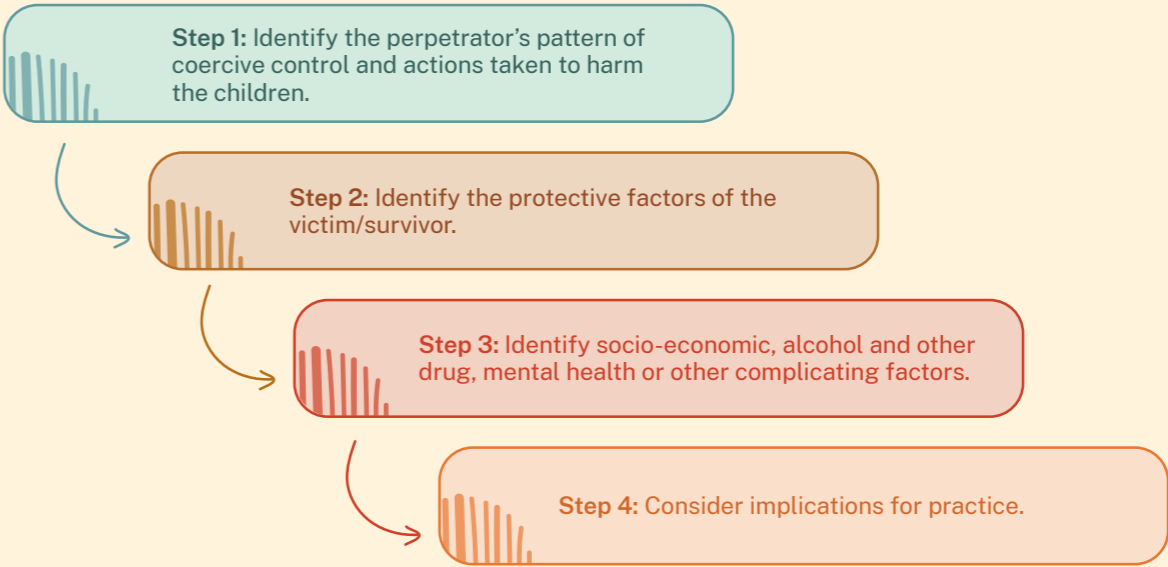 Step 1: Identify the perpetrator’s pattern of
coercive control and actions taken to harm
the children.
Step 2: Identify the protective factors of the
victim/survivor.
Step 3: Identify socio-economic, alcohol and other
drug, mental health or other complicating factors.
Step 4: Consider implications for practice.